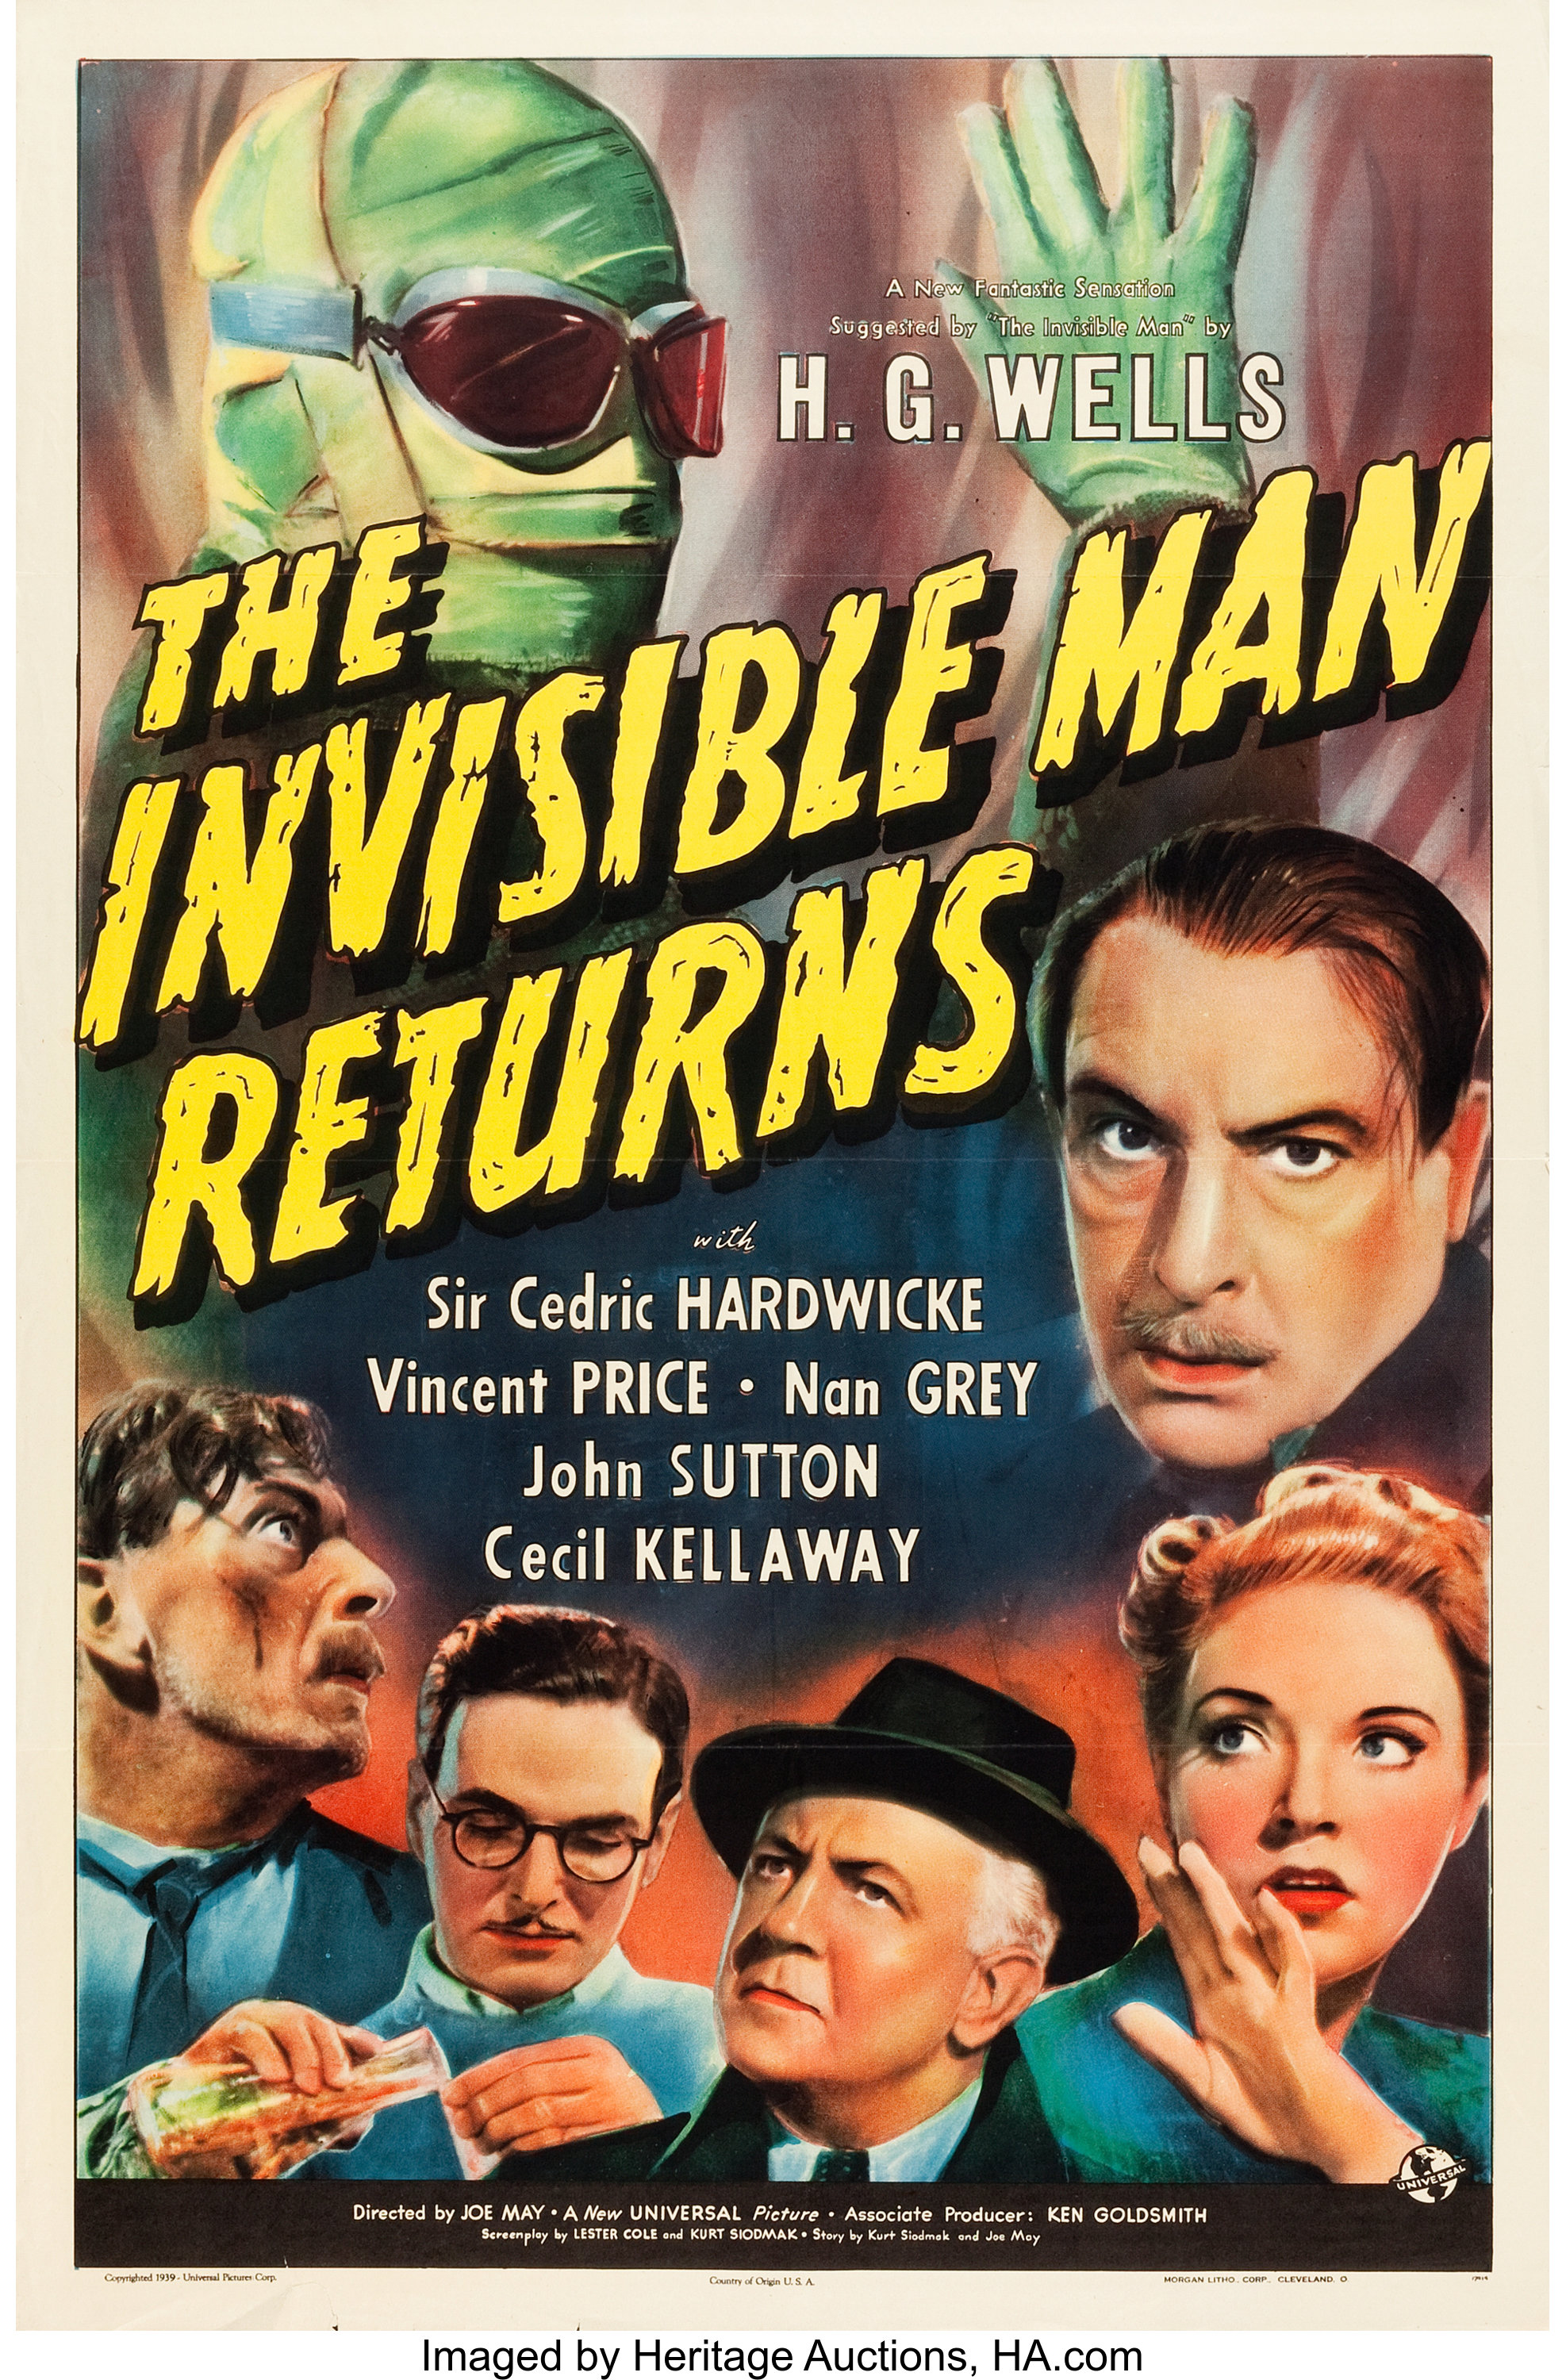 A New Fantastic Sensation
Suggested by "The Invisible Man" by
H. G. WELLS
THE
INVISIBLE MAN
RETURNS
with
Sir Cedric HARDWICKE
Vincent PRICE • Nan GREY
John SUTTON
Cecil KELLAWAY
UNIVERSAL
Directed by JOE MAY • A New UNIVERSAL Picture • Associate Producer: KEN GOLDSMITH
Screenplay by LESTER COLE and KURT SIODMAK • Story by Kurt Siodmak and Joe May
Copyrighted 1939 - Universal Pictures Corp.
Country of Origin U. S. A.
MORGAN LITHO. CORP. CLEVELAND, O.
Imaged by Heritage Auctions, HA.com